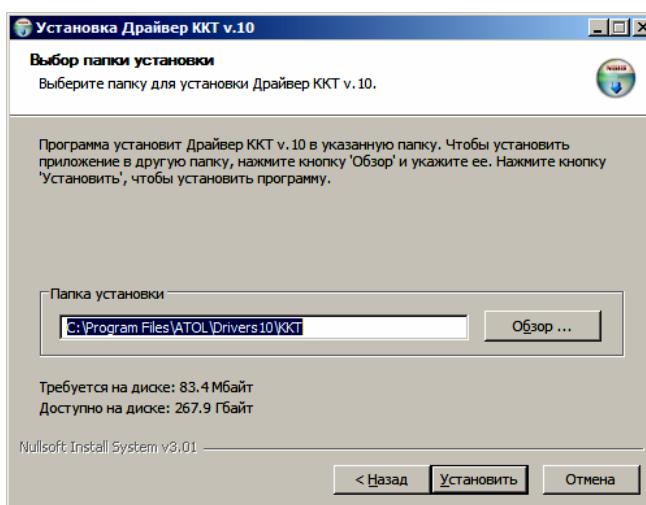 Установка Драйвер ККТ v.10
Выбор папки установки
Выберите папку для установки Драйвер ККТ v.10.
Программа установит Драйвер ККТ v.10 в указанную папку. Чтобы установить
приложение в другую папку, нажмите кнопку 'Обзор' и укажите ее. Нажмите кнопку
'Установить', чтобы установить программу.
Папка установки
C:\Program Files\ATOL\Drivers10\KKT
Обзор ...
Требуется на диске: 83.4 Мбайт
Доступно на диске: 267.9 Гбайт
Nullsoft Install System v3.01
< Назад
Установить
Отмена